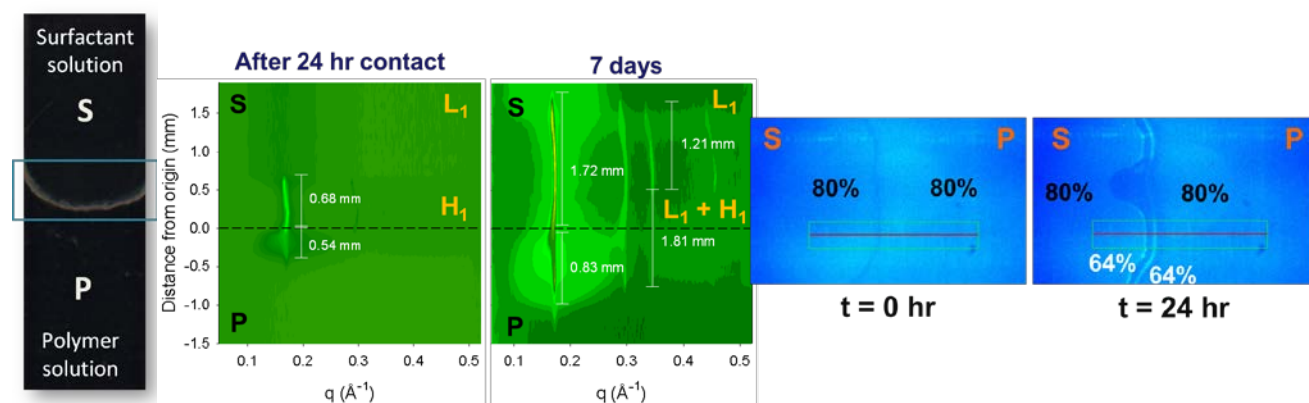 Surfactant
solution
S
P
Polymer
solution
After 24 hr contact
7 days
Distance from origin (mm)
1.5
1.0
0.5
0.0
-0.5
-1.0
-1.5
S
L₁
0.68 mm
H₁
0.54 mm
P
0.1 0.2 0.3 0.4 0.5
q (Å⁻¹)
S
L₁
1.21 mm
1.72 mm
L₁ + H₁
1.81 mm
0.83 mm
P
0.1 0.2 0.3 0.4 0.5
q (Å⁻¹)
S P
80% 80%
t = 0 hr
S P
80% 80%
64% 64%
t = 24 hr